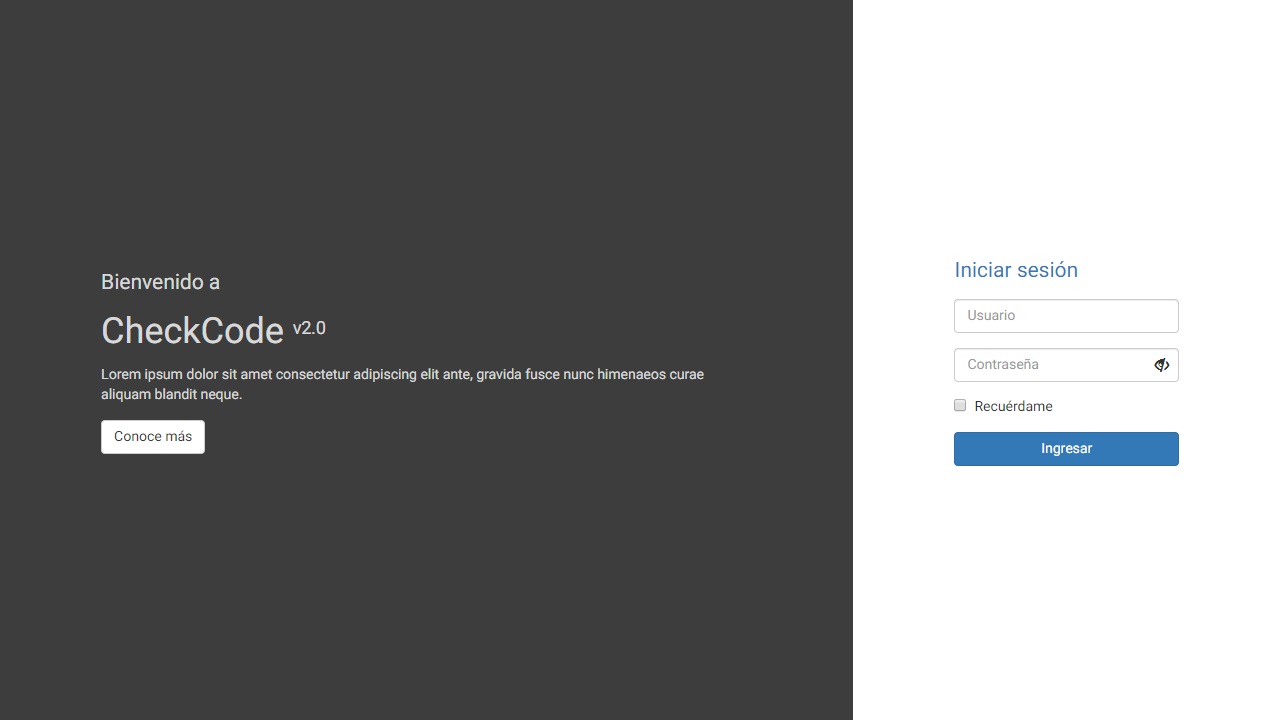 Bienvenido a
CheckCode v2.0
Lorem ipsum dolor sit amet consectetur adipiscing elit ante, gravida fusce nunc himenaeos curae
aliquam blandit neque.
Conoce más
Iniciar sesión
Usuario
Contraseña
Recuérdame
Ingresar